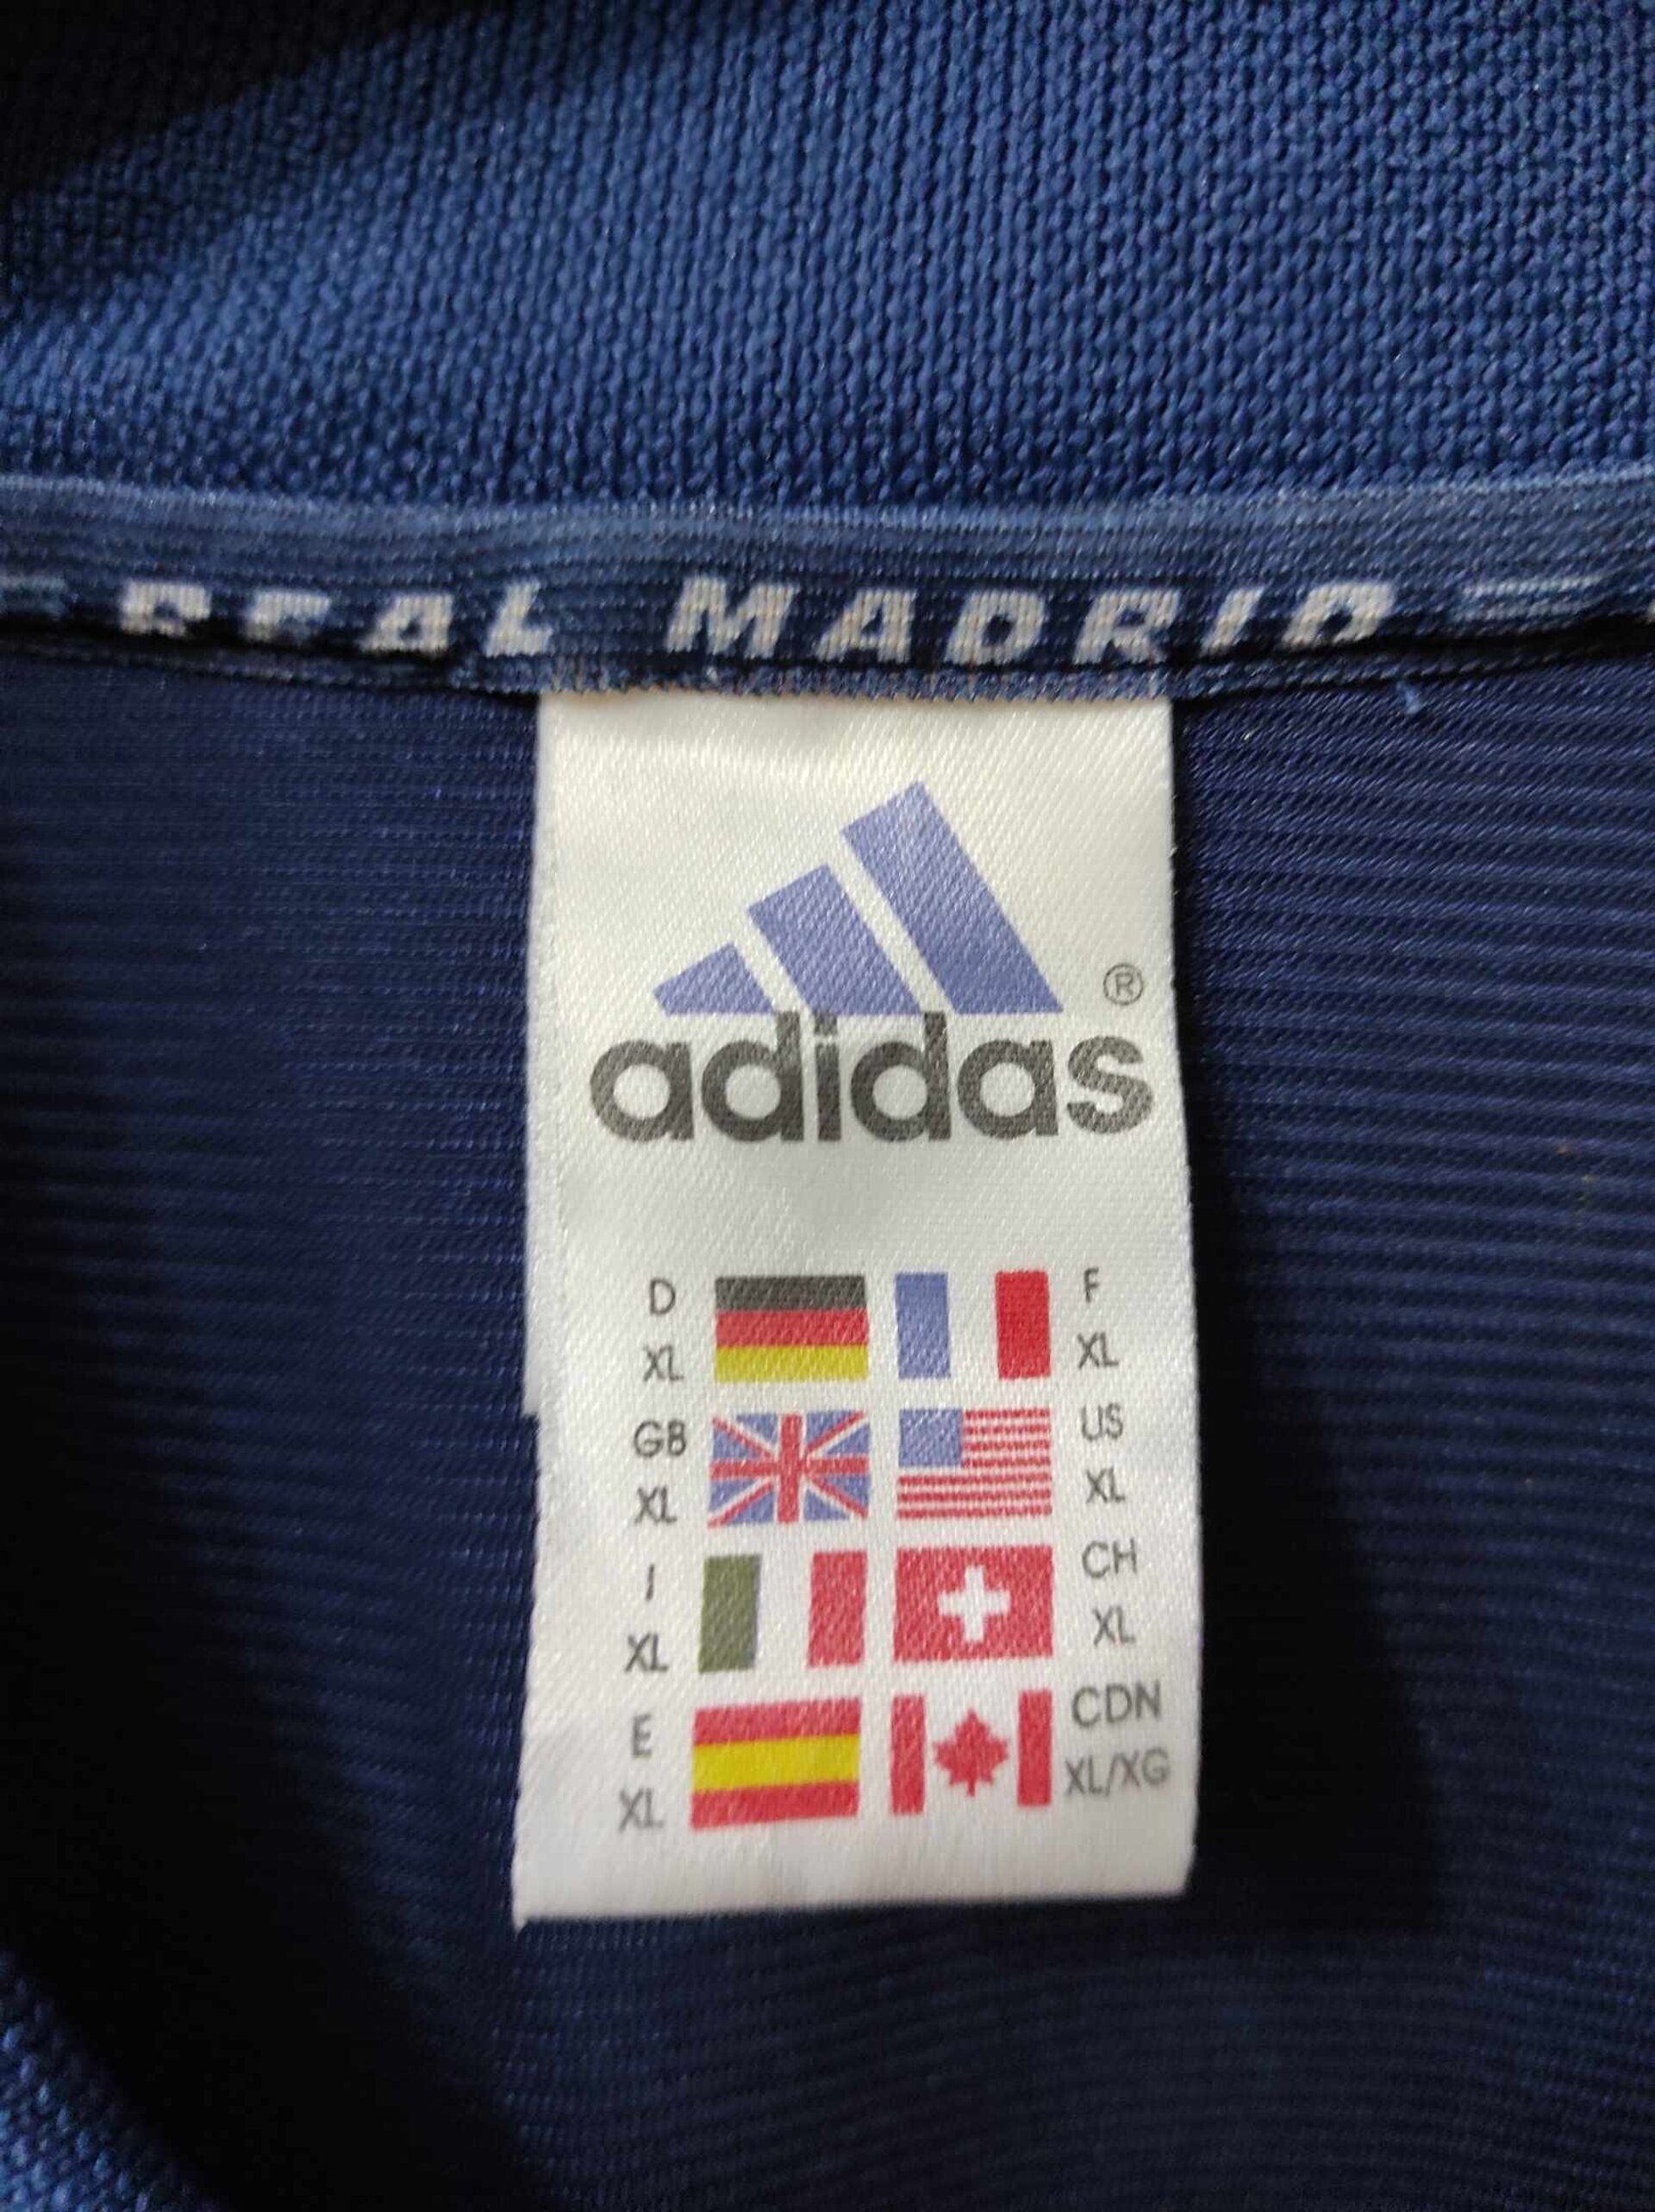 REAL MADRID
®
adidas
D
XL
F
XL
GB
XL
US
XL
I
XL
CH
XL
E
XL
CDN
XL/XG